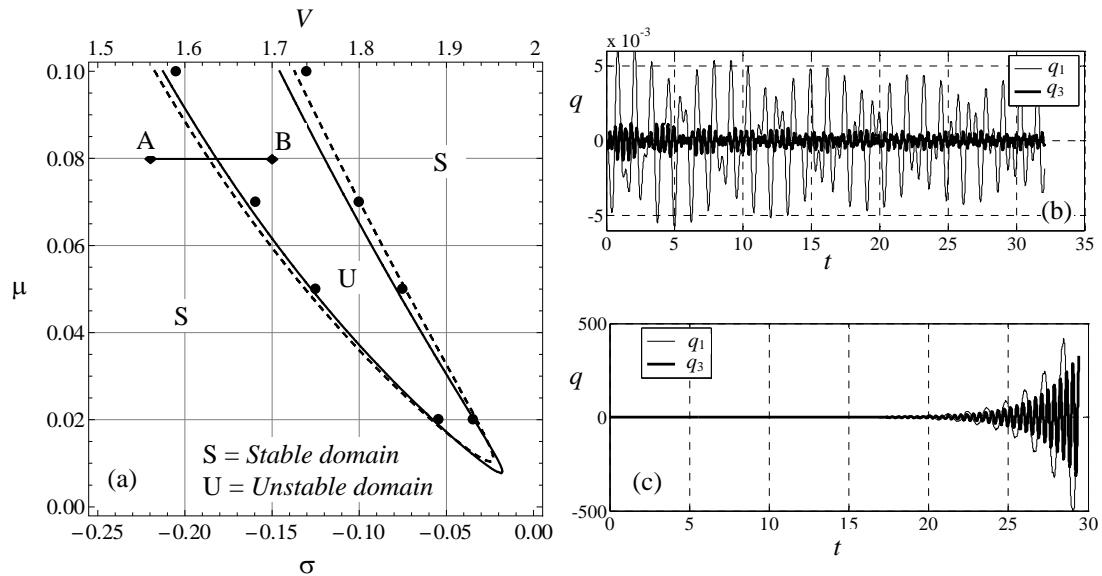 V
1.5 1.6 1.7 1.8 1.9 2
0.10
0.08
0.06
0.04
0.02
0.00
μ
A
B
S
U
S
S = Stable domain
U = Unstable domain
(a)
−0.25 −0.20 −0.15 −0.10 −0.05 0.00
σ
x 10⁻³
5
0
-5
q
q₁
q₃
(b)
0 5 10 15 20 25 30 35
t
500
0
-500
q
q₁
q₃
(c)
0 5 10 15 20 25 30
t